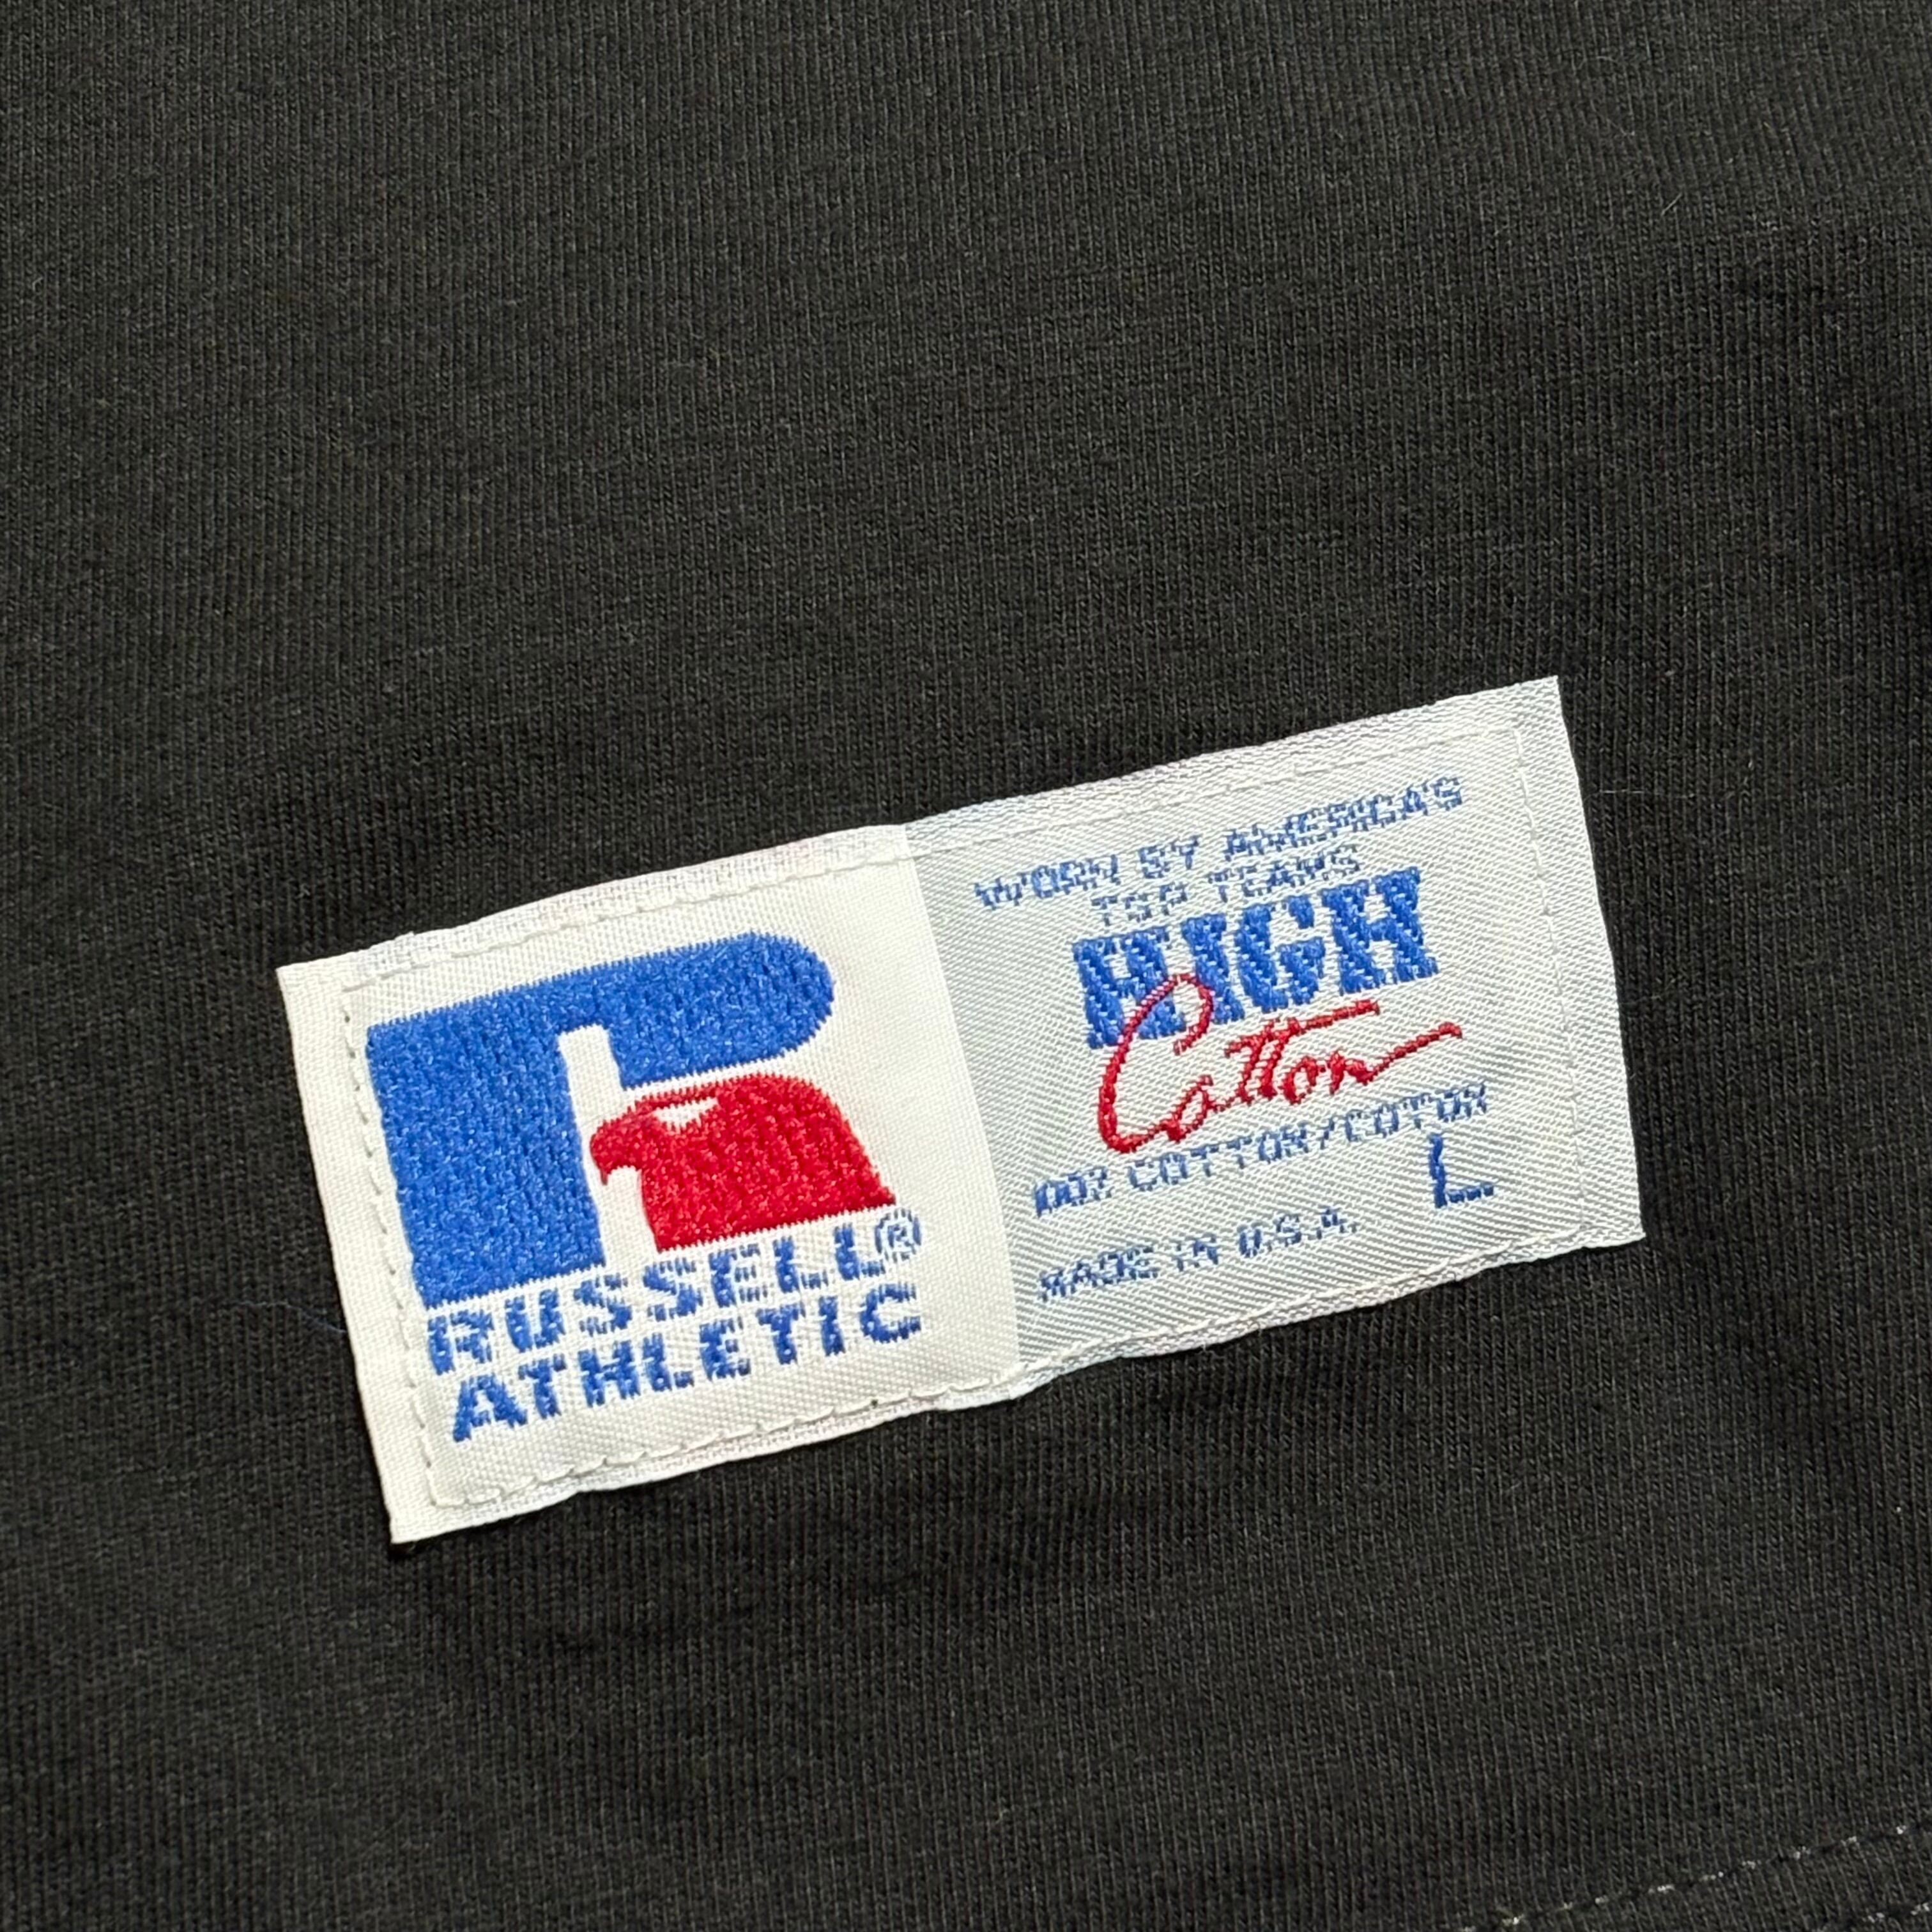 RUSSELL®
ATHLETIC
WORN BY AMERICA'S
TOP TEAMS
HIGH
Cotton
100% COTTON/COTON
L
MADE IN U.S.A.